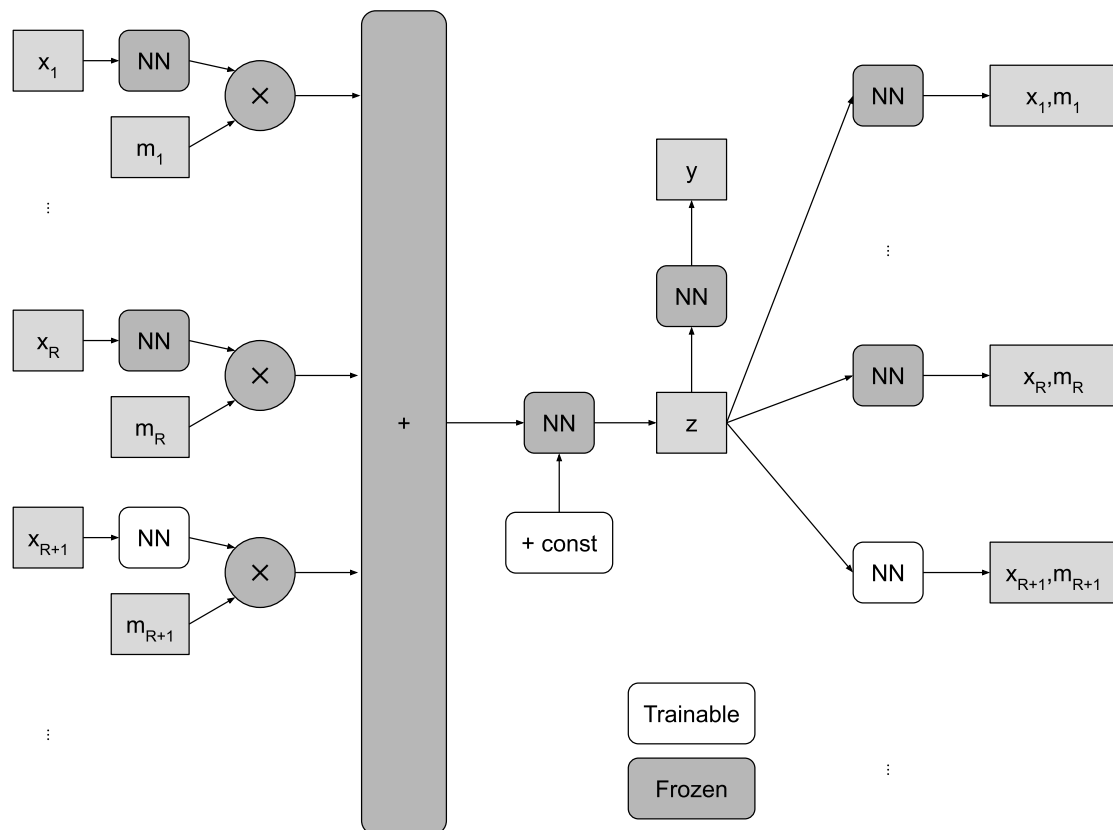 x_1
NN
×
m_1
⋮
x_R
NN
×
m_R
x_{R+1}
NN
×
m_{R+1}
⋮
+
NN
+ const
y
NN
z
NN
x_1,m_1
⋮
NN
x_R,m_R
NN
x_{R+1},m_{R+1}
⋮
Trainable
Frozen